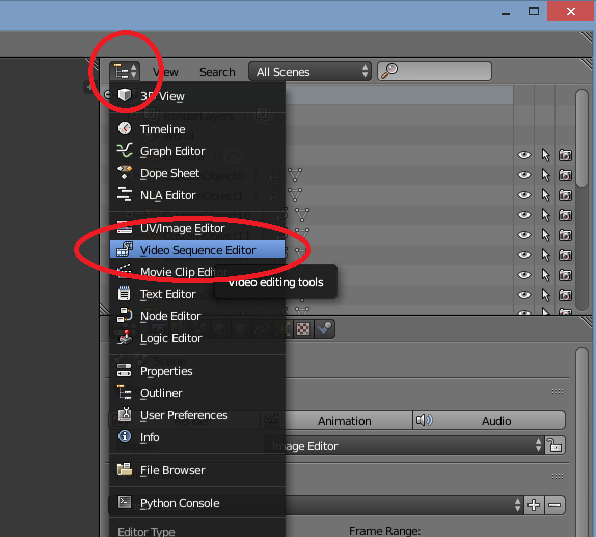 View Search All Scenes
3D View
Timeline
Graph Editor
Dope Sheet
NLA Editor
UV/Image Editor
Video Sequence Editor
Movie Clip Editor
Video editing tools
Text Editor
Node Editor
Logic Editor
Properties
Outliner
Animation Audio
User Preferences
Info
Image Editor
File Browser
Python Console
Editor Type
Frame Range: